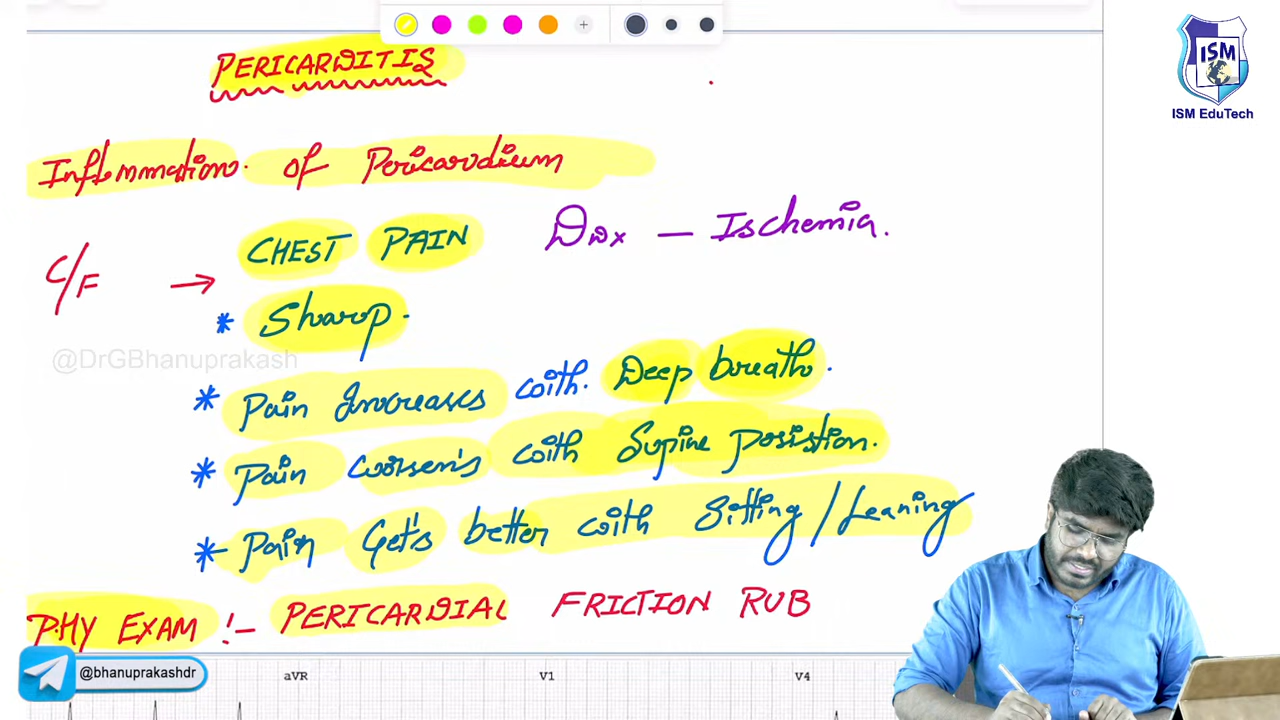 PERICARDITIS
ISM
ISM EduTech
Inflammation of Pericardium
C/F → CHEST PAIN DDx – Ischemia.
* Sharp.
@DrGBhanuprakash
* Pain Increases with. Deep breath.
* Pain worsen's with Supine Posistion.
* Pain Get's better with Sitting / Leaning
PHY EXAM :- PERICARDIAL FRICTION RUB
@bhanuprakashdr
aVR V1 V4